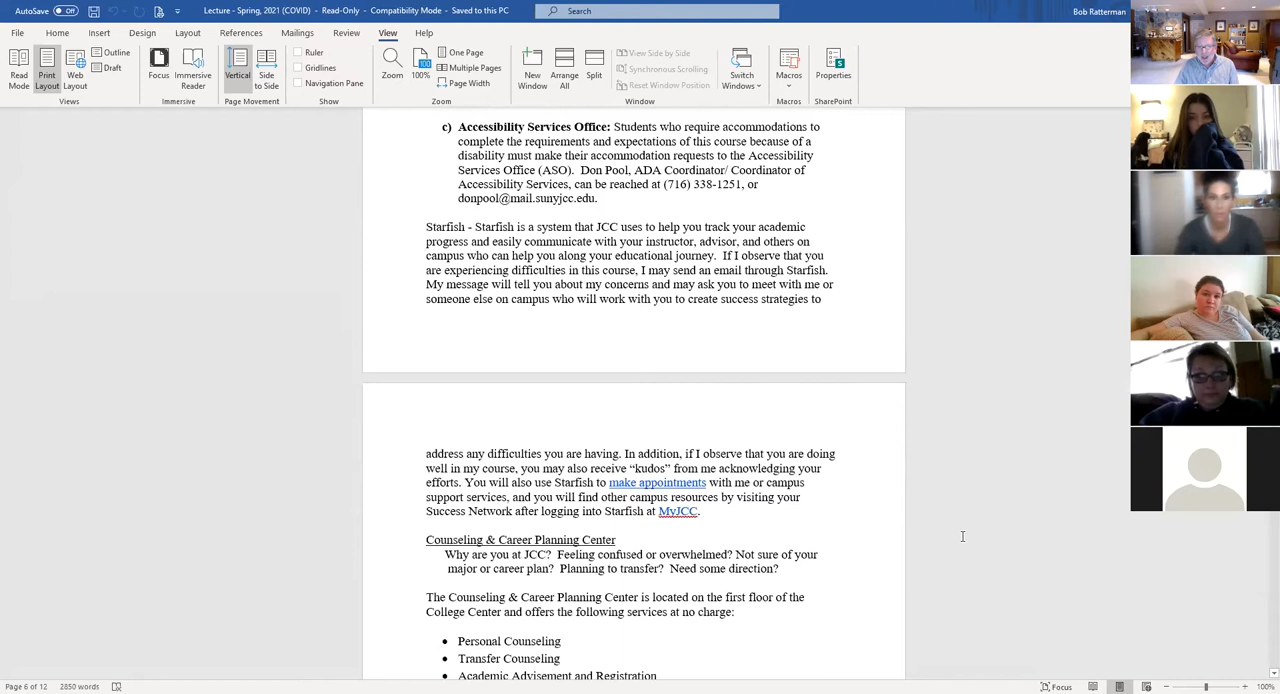 AutoSave Off
Lecture - Spring, 2021 (COVID) - Read-Only - Compatibility Mode - Saved to this PC
Search
Bob Ratterman
File Home Insert Design Layout References Mailings Review View Help
Read Mode
Print Layout
Web Layout
Outline
Draft
Views
Focus
Immersive Reader
Immersive
Vertical
Side to Side
Page Movement
Ruler
Gridlines
Navigation Pane
Show
Zoom
100
100%
One Page
Multiple Pages
Page Width
Zoom
New Window
Arrange All
Split
View Side by Side
Synchronous Scrolling
Reset Window Position
Switch Windows
Window
Macros
Macros
Properties
SharePoint
c) Accessibility Services Office: Students who require accommodations to
complete the requirements and expectations of this course because of a
disability must make their accommodation requests to the Accessibility
Services Office (ASO). Don Pool, ADA Coordinator/ Coordinator of
Accessibility Services, can be reached at (716) 338-1251, or
donpool@mail.sunyjcc.edu.
Starfish - Starfish is a system that JCC uses to help you track your academic
progress and easily communicate with your instructor, advisor, and others on
campus who can help you along your educational journey. If I observe that you
are experiencing difficulties in this course, I may send an email through Starfish.
My message will tell you about my concerns and may ask you to meet with me or
someone else on campus who will work with you to create success strategies to
address any difficulties you are having. In addition, if I observe that you are doing
well in my course, you may also receive “kudos” from me acknowledging your
efforts. You will also use Starfish to make appointments with me or campus
support services, and you will find other campus resources by visiting your
Success Network after logging into Starfish at MyJCC.
Counseling & Career Planning Center
Why are you at JCC? Feeling confused or overwhelmed? Not sure of your
major or career plan? Planning to transfer? Need some direction?
The Counseling & Career Planning Center is located on the first floor of the
College Center and offers the following services at no charge:
• Personal Counseling
• Transfer Counseling
• Academic Advisement and Registration
Page 6 of 12 2850 words
Focus
100%